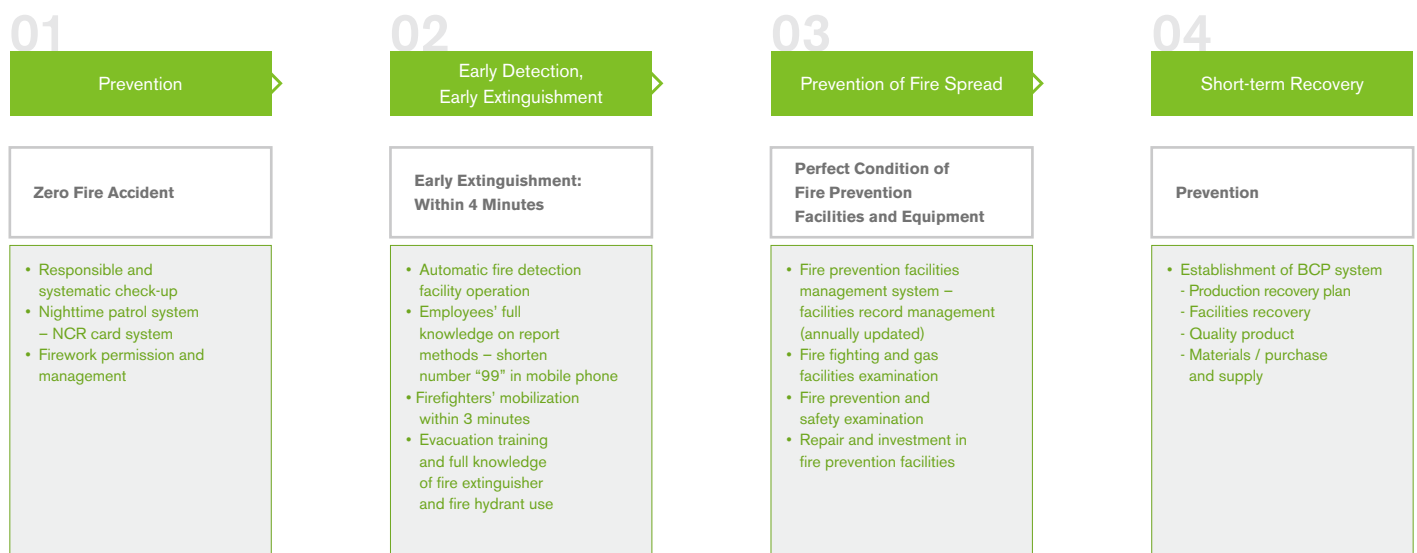 01
Prevention
Zero Fire Accident
• Responsible and
systematic check-up
• Nighttime patrol system
– NCR card system
• Firework permission and
management
02
Early Detection,
Early Extinguishment
Early Extinguishment:
Within 4 Minutes
• Automatic fire detection
facility operation
• Employees’ full
knowledge on report
methods – shorten
number “99” in mobile phone
• Firefighters’ mobilization
within 3 minutes
• Evacuation training
and full knowledge
of fire extinguisher
and fire hydrant use
03
Prevention of Fire Spread
Perfect Condition of
Fire Prevention
Facilities and Equipment
• Fire prevention facilities
management system –
facilities record management
(annually updated)
• Fire fighting and gas
facilities examination
• Fire prevention and
safety examination
• Repair and investment in
fire prevention facilities
04
Short-term Recovery
Prevention
• Establishment of BCP system
- Production recovery plan
- Facilities recovery
- Quality product
- Materials / purchase
and supply